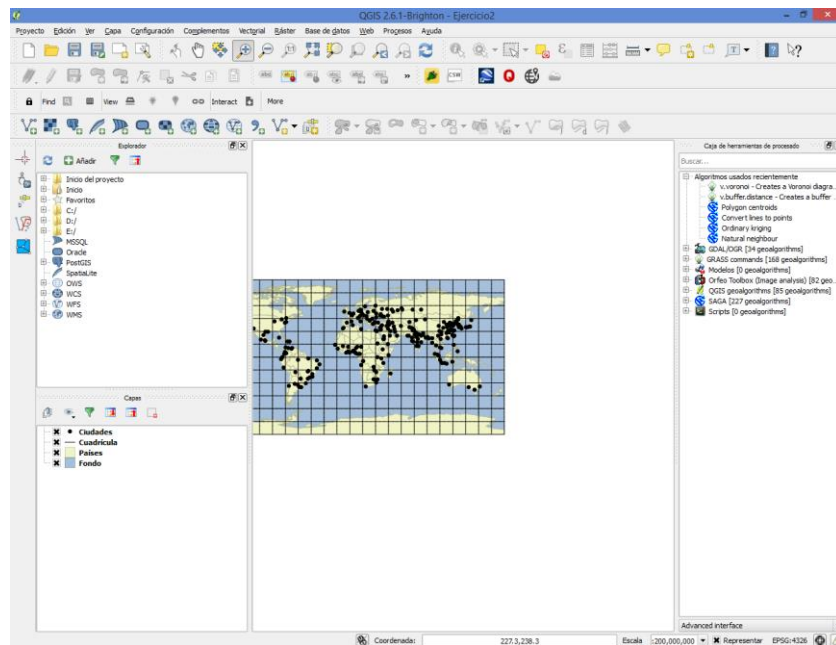 QGIS 2.6.1-Brighton - Ejercicio2
Proyecto Edición Ver Capa Configuración Complementos Vectorial Ráster Base de datos Web Procesos Ayuda
CSW
Find View Interact More
Explorador
Añadir
Inicio del proyecto
Inicio
Favoritos
C:/
D:/
E:/
MSSQL
Oracle
PostGIS
SpatiaLite
OWS
WCS
WFS
WMS
Capas
Ciudades
Cuadrícula
Países
Fondo
Caja de herramientas de procesado
Buscar...
Algoritmos usados recientemente
v.voronoi - Creates a Voronoi diagra...
v.buffer.distance - Creates a buffer ...
Polygon centroids
Convert lines to points
Ordinary kriging
Natural neighbour
GDAL/OGR [34 geoalgorithms]
GRASS commands [168 geoalgorithms]
Modelos [0 geoalgorithms]
Orfeo Toolbox (Image analysis) [82 geo...
QGIS geoalgorithms [85 geoalgorithms]
SAGA [227 geoalgorithms]
Scripts [0 geoalgorithms]
Advanced interface
Coordenada: 227.3,238.3 Escala :200,000,000 Representar EPSG:4326